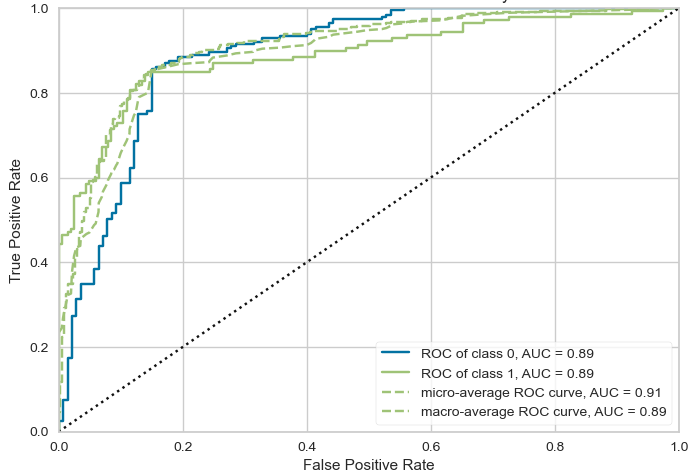 1.0
0.8
0.6
0.4
0.2
0.0
True Positive Rate
ROC of class 0, AUC = 0.89
ROC of class 1, AUC = 0.89
micro-average ROC curve, AUC = 0.91
macro-average ROC curve, AUC = 0.89
0.0 0.2 0.4 0.6 0.8 1.0
False Positive Rate